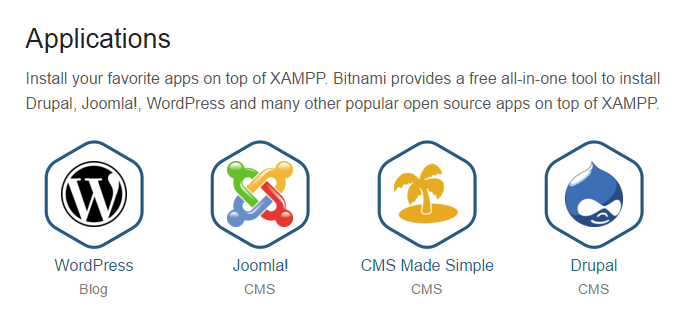 Applications
Install your favorite apps on top of XAMPP. Bitnami provides a free all-in-one tool to install
Drupal, Joomla!, WordPress and many other popular open source apps on top of XAMPP.
W
WordPress
Joomla!
CMS Made Simple
Drupal
Blog
CMS
CMS
CMS